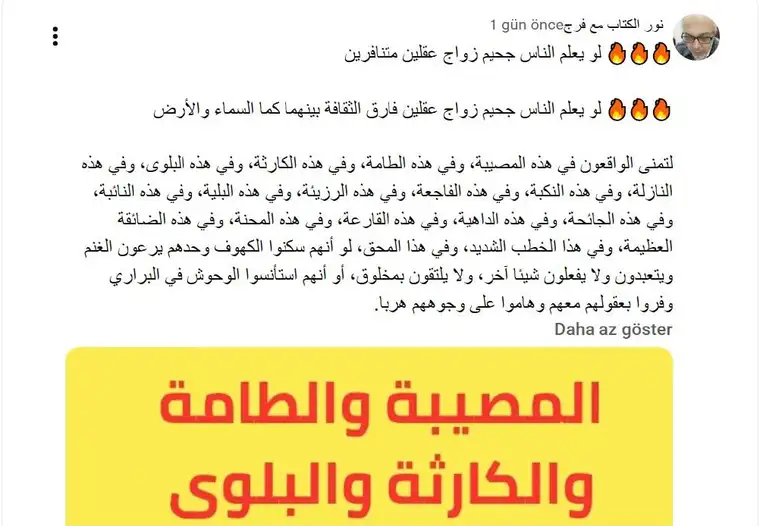 نور الكتاب مع فرج 1 gün önce
🔥🔥🔥 لو يعلم الناس جحيم زواج عقلين متنافرين
🔥🔥🔥 لو يعلم الناس جحيم زواج عقلين فارق الثقافة بينهما كما السماء والأرض
لتمنى الواقعون في هذه المصيبة، وفي هذه الطامة، وفي هذه الكارثة، وفي هذه البلوى، وفي هذه
النازلة، وفي هذه النكبة، وفي هذه الفاجعة، وفي هذه الرزيئة، وفي هذه البلية، وفي هذه النائبة،
وفي هذه الجائحة، وفي هذه الداهية، وفي هذه القارعة، وفي هذه المحنة، وفي هذه الضائقة
العظيمة، وفي هذا الخطب الشديد، وفي هذا المحق، لو أنهم سكنوا الكهوف وحدهم يرعون الغنم
ويتعبدون ولا يفعلون شيئا آخر، ولا يلتقون بمخلوق، أو أنهم استأنسوا الوحوش في البراري
وفروا بعقولهم معهم وهاموا على وجوههم هربا.
Daha az göster
المصيبة والطامة
والكارثة والبلوى